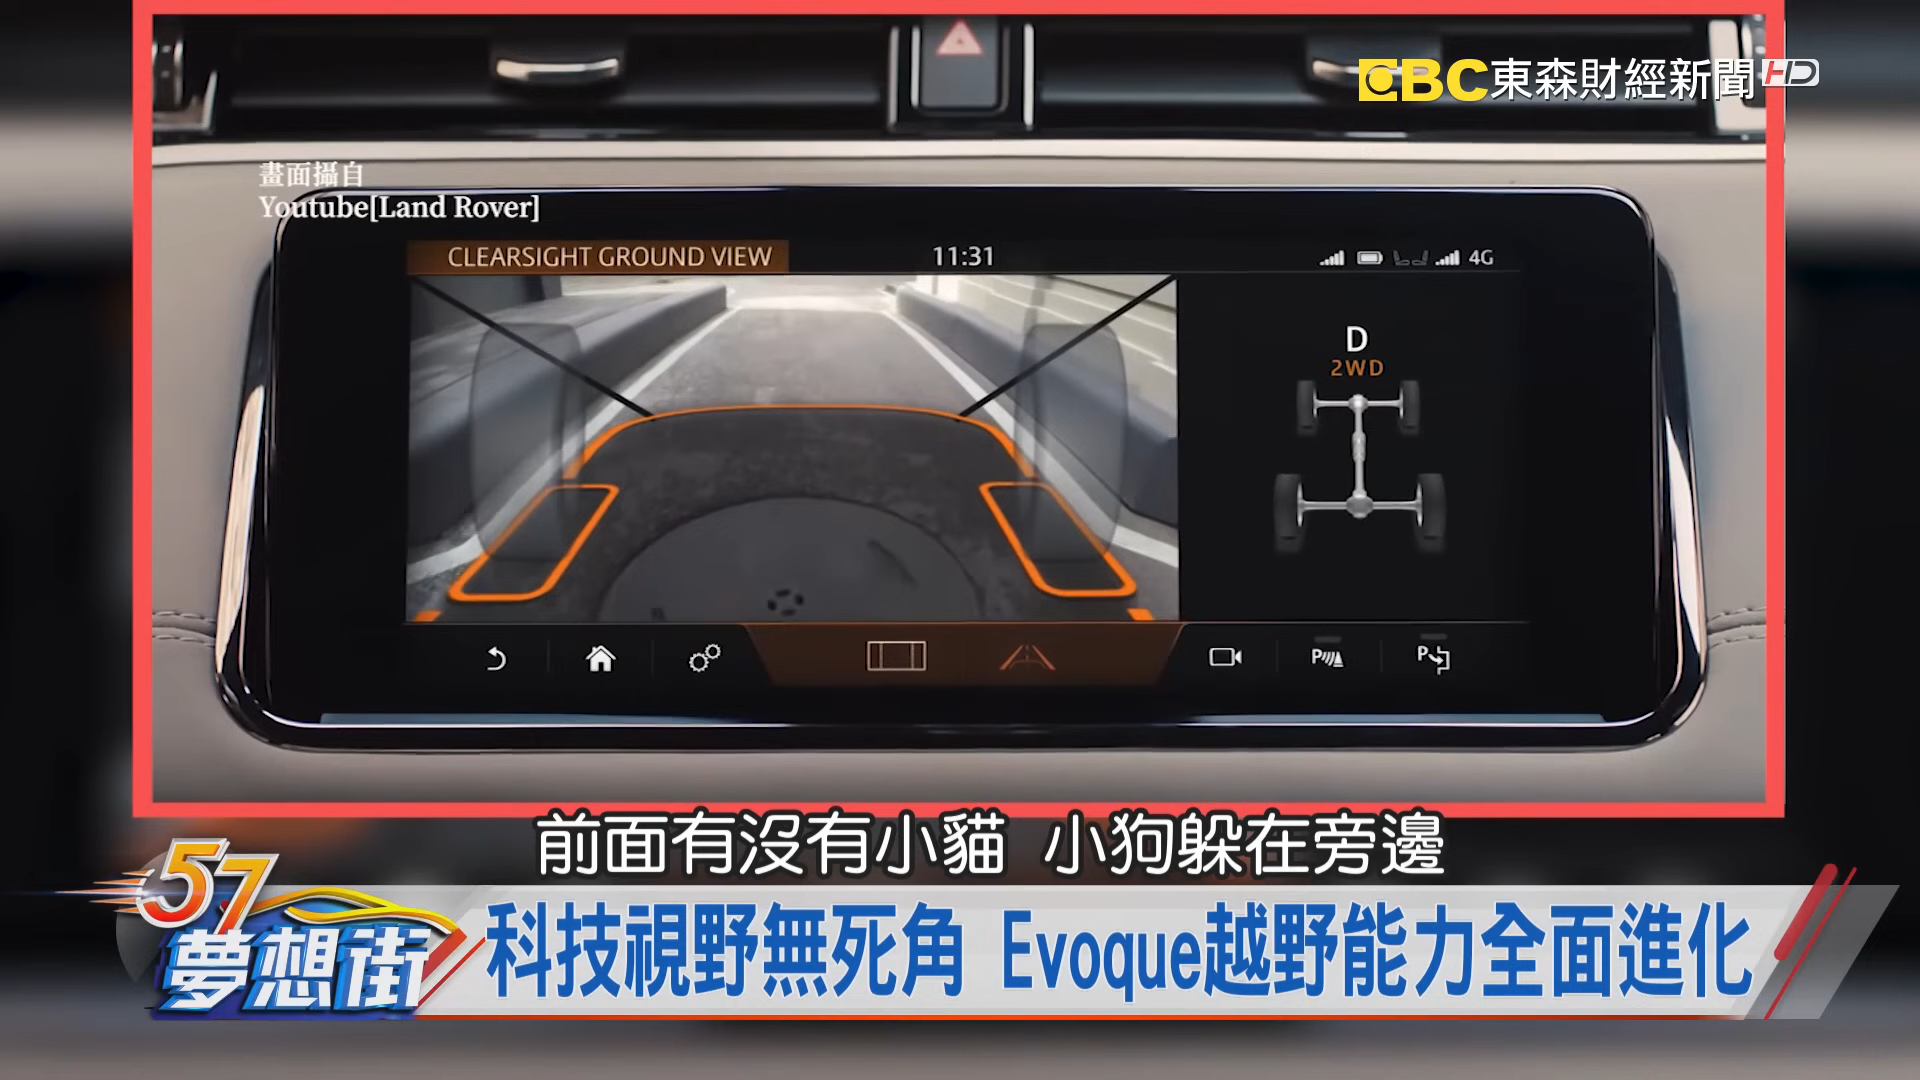 EBC東森財經新聞HD
畫面攝自
Youtube[Land Rover]
CLEARSIGHT GROUND VIEW
11:31
4G
D
2WD
P
P
前面有沒有小貓 小狗躲在旁邊
57
夢想街
科技視野無死角 Evoque越野能力全面進化